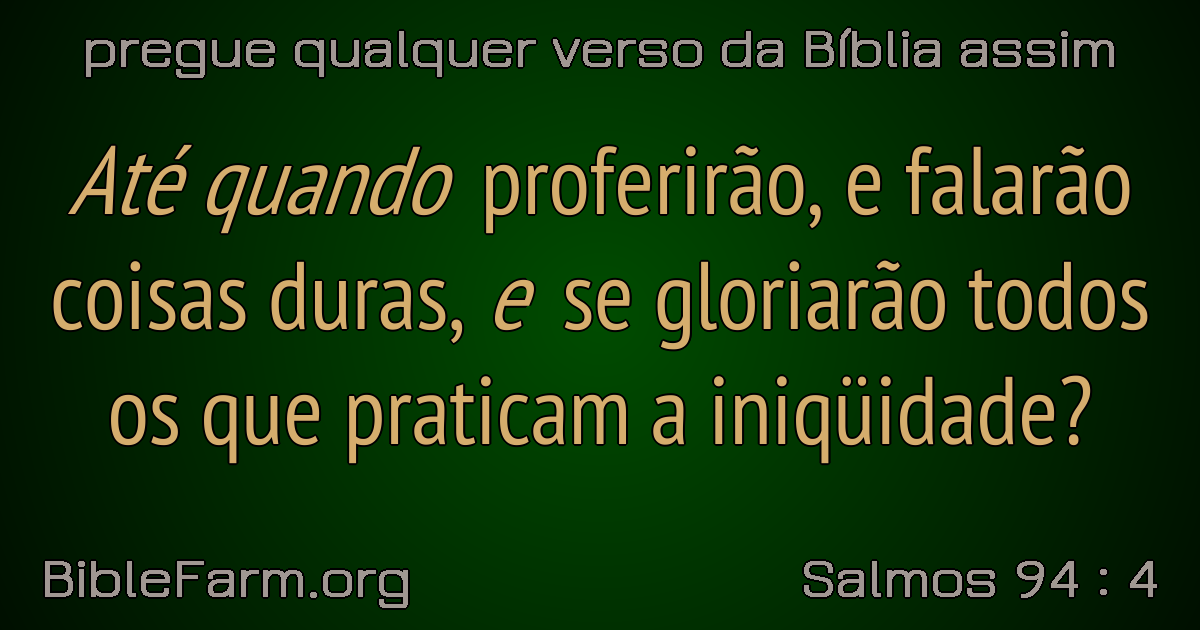 pregue qualquer verso da Bíblia assim
Até quando proferirão, e falarão
coisas duras, e se gloriarão todos
os que praticam a iniqüidade?
BibleFarm.org
Salmos 94 : 4